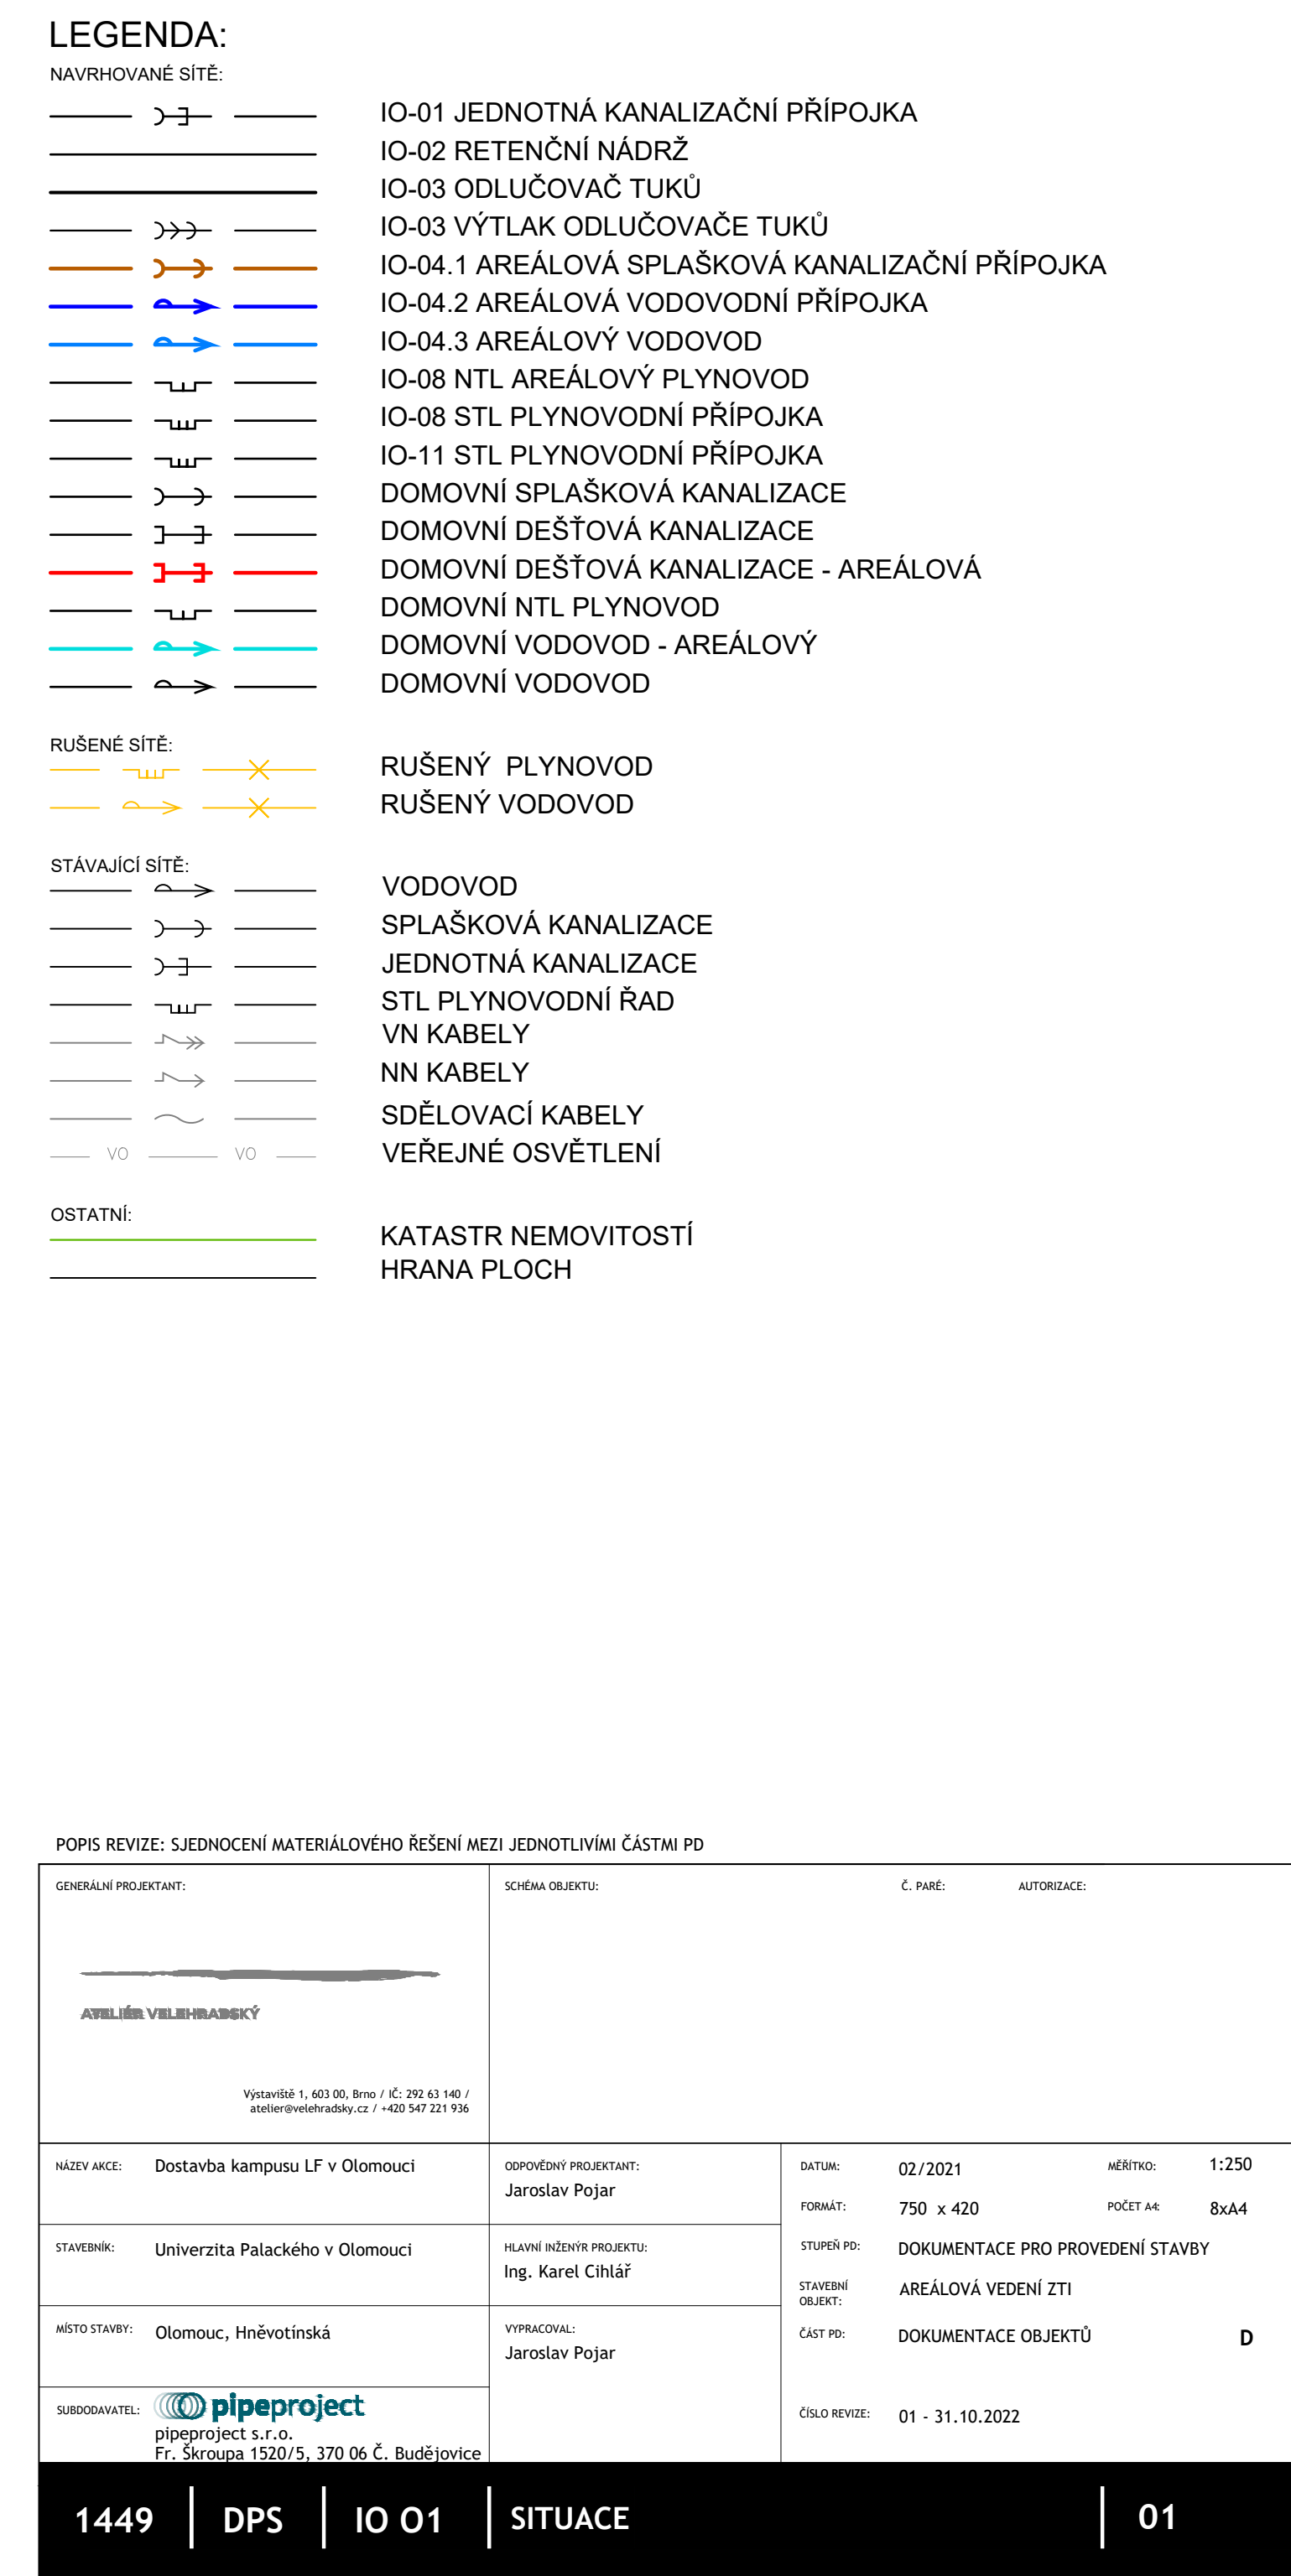 LEGENDA:
NAVRHOVANÉ SÍTĚ:
IO-01 JEDNOTNÁ KANALIZAČNÍ PŘÍPOJKA
IO-02 RETENČNÍ NÁDRŽ
IO-03 ODLUČOVAČ TUKŮ
IO-03 VÝTLAK ODLUČOVAČE TUKŮ
IO-04.1 AREÁLOVÁ SPLAŠKOVÁ KANALIZAČNÍ PŘÍPOJKA
IO-04.2 AREÁLOVÁ VODOVODNÍ PŘÍPOJKA
IO-04.3 AREÁLOVÝ VODOVOD
IO-08 NTL AREÁLOVÝ PLYNOVOD
IO-08 STL PLYNOVODNÍ PŘÍPOJKA
IO-11 STL PLYNOVODNÍ PŘÍPOJKA
DOMOVNÍ SPLAŠKOVÁ KANALIZACE
DOMOVNÍ DEŠŤOVÁ KANALIZACE
DOMOVNÍ DEŠŤOVÁ KANALIZACE - AREÁLOVÁ
DOMOVNÍ NTL PLYNOVOD
DOMOVNÍ VODOVOD - AREÁLOVÝ
DOMOVNÍ VODOVOD
RUŠENÉ SÍTĚ:
RUŠENÝ PLYNOVOD
RUŠENÝ VODOVOD
STÁVAJÍCÍ SÍTĚ:
VODOVOD
SPLAŠKOVÁ KANALIZACE
JEDNOTNÁ KANALIZACE
STL PLYNOVODNÍ ŘAD
VN KABELY
NN KABELY
SDĚLOVACÍ KABELY
VO VO VEŘEJNÉ OSVĚTLENÍ
OSTATNÍ:
KATASTR NEMOVITOSTÍ
HRANA PLOCH
POPIS REVIZE: SJEDNOCENÍ MATERIÁLOVÉHO ŘEŠENÍ MEZI JEDNOTLIVÍMI ČÁSTMI PD
GENERÁLNÍ PROJEKTANT:
ATELIÉR VELEHRADSKÝ
Výstaviště 1, 603 00, Brno / IČ: 292 63 140 /
atelier@velehradsky.cz / +420 547 221 936
SCHÉMA OBJEKTU:
Č. PARÉ:
AUTORIZACE:
NÁZEV AKCE: Dostavba kampusu LF v Olomouci
STAVEBNÍK: Univerzita Palackého v Olomouci
MÍSTO STAVBY: Olomouc, Hněvotínská
SUBDODAVATEL: pipeproject
pipeproject s.r.o.
Fr. Škroupa 1520/5, 370 06 Č. Budějovice
ODPOVĚDNÝ PROJEKTANT:
Jaroslav Pojar
HLAVNÍ INŽENÝR PROJEKTU:
Ing. Karel Cihlář
VYPRACOVAL:
Jaroslav Pojar
DATUM: 02/2021 MĚŘÍTKO: 1:250
FORMÁT: 750 x 420 POČET A4: 8xA4
STUPEŇ PD: DOKUMENTACE PRO PROVEDENÍ STAVBY
STAVEBNÍ
OBJEKT: AREÁLOVÁ VEDENÍ ZTI
ČÁST PD: DOKUMENTACE OBJEKTŮ D
ČÍSLO REVIZE: 01 - 31.10.2022
1449 DPS IO O1 SITUACE 01